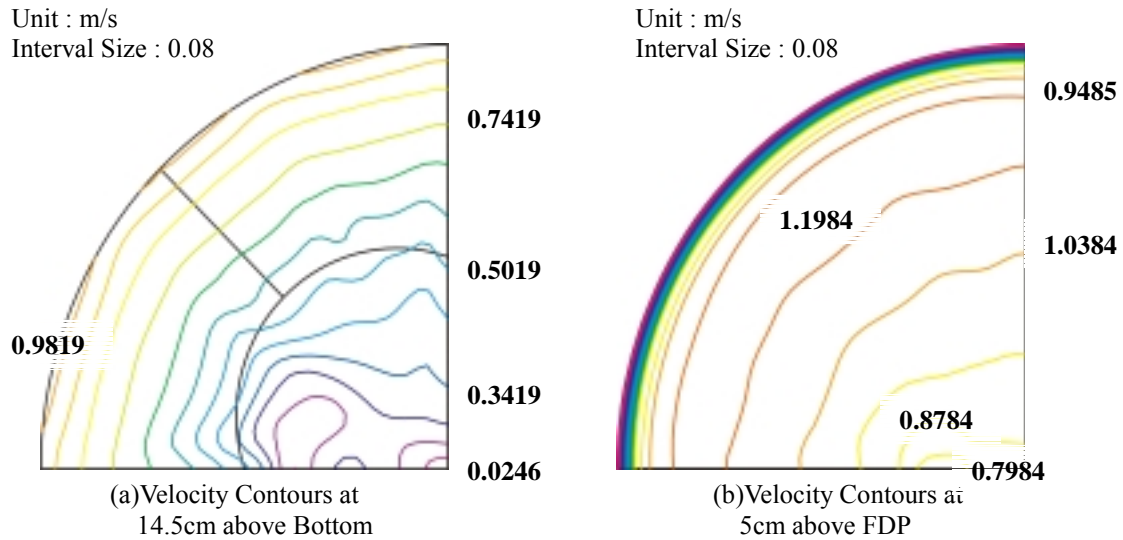 Unit : m/s
Interval Size : 0.08
0.7419
0.5019
0.9819
0.3419
0.0246
(a)Velocity Contours at
14.5cm above Bottom
Unit : m/s
Interval Size : 0.08
0.9485
1.1984
1.0384
0.8784
0.7984
(b)Velocity Contours at
5cm above FDP